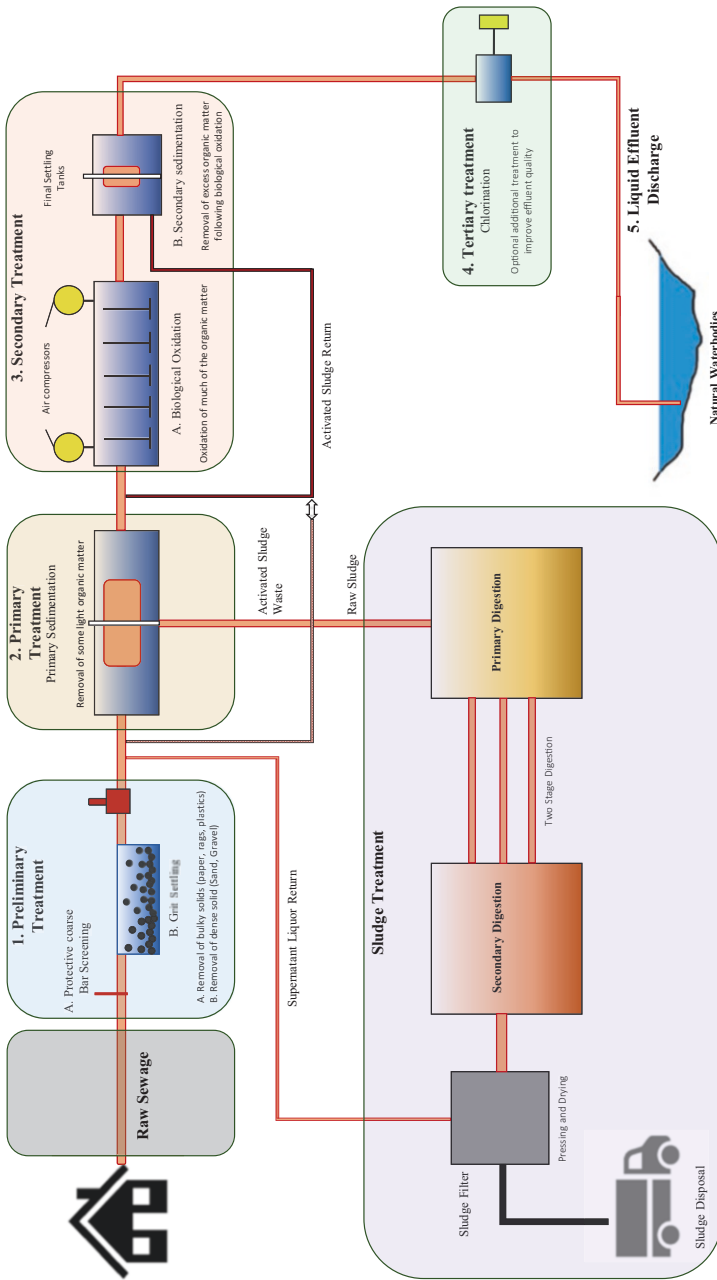 Raw Sewage
1. Preliminary
Treatment
A. Protective coarse
Bar Screening
B. Grit Settling
A. Removal of bulky solids (paper, rags, plastics)
B. Removal of dense solid (Sand, Gravel)
2. Primary
Treatment
Primary Sedimentation
Removal of some light organic matter
3. Secondary Treatment
Air compressors
A. Biological Oxidation
Oxidation of much of the organic matter
Final Settling
Tanks
B. Secondary sedimentation
Removal of excess organic matter
following biological oxidation
Supernatant Liquor Return
Activated Sludge
Waste
Raw Sludge
Activated Sludge Return
4. Tertiary treatment
Chlorination
Optional additional treatment to
improve effluent quality
5. Liquid Effluent
Discharge
Natural Waterbodies
Sludge Treatment
Sludge Filter
Pressing and Drying
Secondary Digestion
Two Stage Digestion
Primary Digestion
Sludge Disposal